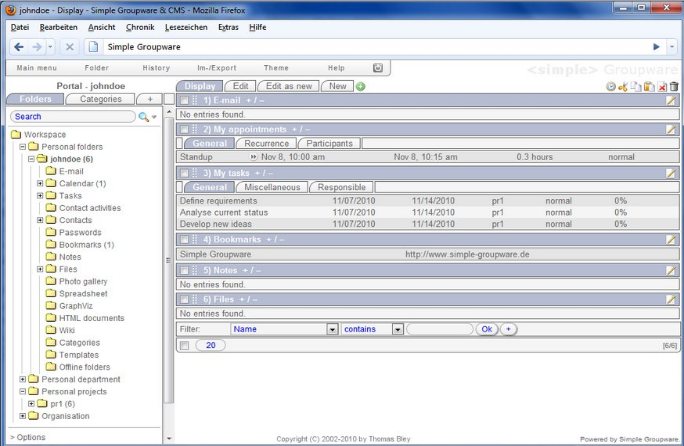 johndoe - Display - Simple Groupware & CMS - Mozilla Firefox
Datei Bearbeiten Ansicht Chronik Lesezeichen Extras Hilfe
Simple Groupware
Main menu Folder History Im-/Export Theme Help
<simple> Groupware
Portal - johndoe
Display Edit Edit as new New
Folders Categories +
Search
Workspace
Personal folders
johndoe (6)
E-mail
Calendar (1)
Tasks
Contact activities
Contacts
Passwords
Bookmarks (1)
Notes
Files
Photo gallery
Spreadsheet
GraphViz
HTML documents
Wiki
Categories
Templates
Offline folders
Personal department
Personal projects
pr1 (6)
Organisation
> Options
1) E-mail + / –
No entries found.
2) My appointments + / –
General Recurrence Participants
Standup » Nov 8, 10:00 am Nov 8, 10:15 am 0.3 hours normal
3) My tasks + / –
General Miscellaneous Responsible
Define requirements 11/07/2010 11/14/2010 pr1 normal 0%
Analyse current status 11/07/2010 11/14/2010 pr1 normal 0%
Develop new ideas 11/07/2010 11/14/2010 pr1 normal 0%
4) Bookmarks + / –
Simple Groupware http://www.simple-groupware.de
5) Notes + / –
No entries found.
6) Files + / –
No entries found.
Filter: Name contains Ok +
20 [6/6]
Copyright (C) 2002-2010 by Thomas Bley
Powered by Simple Groupware.